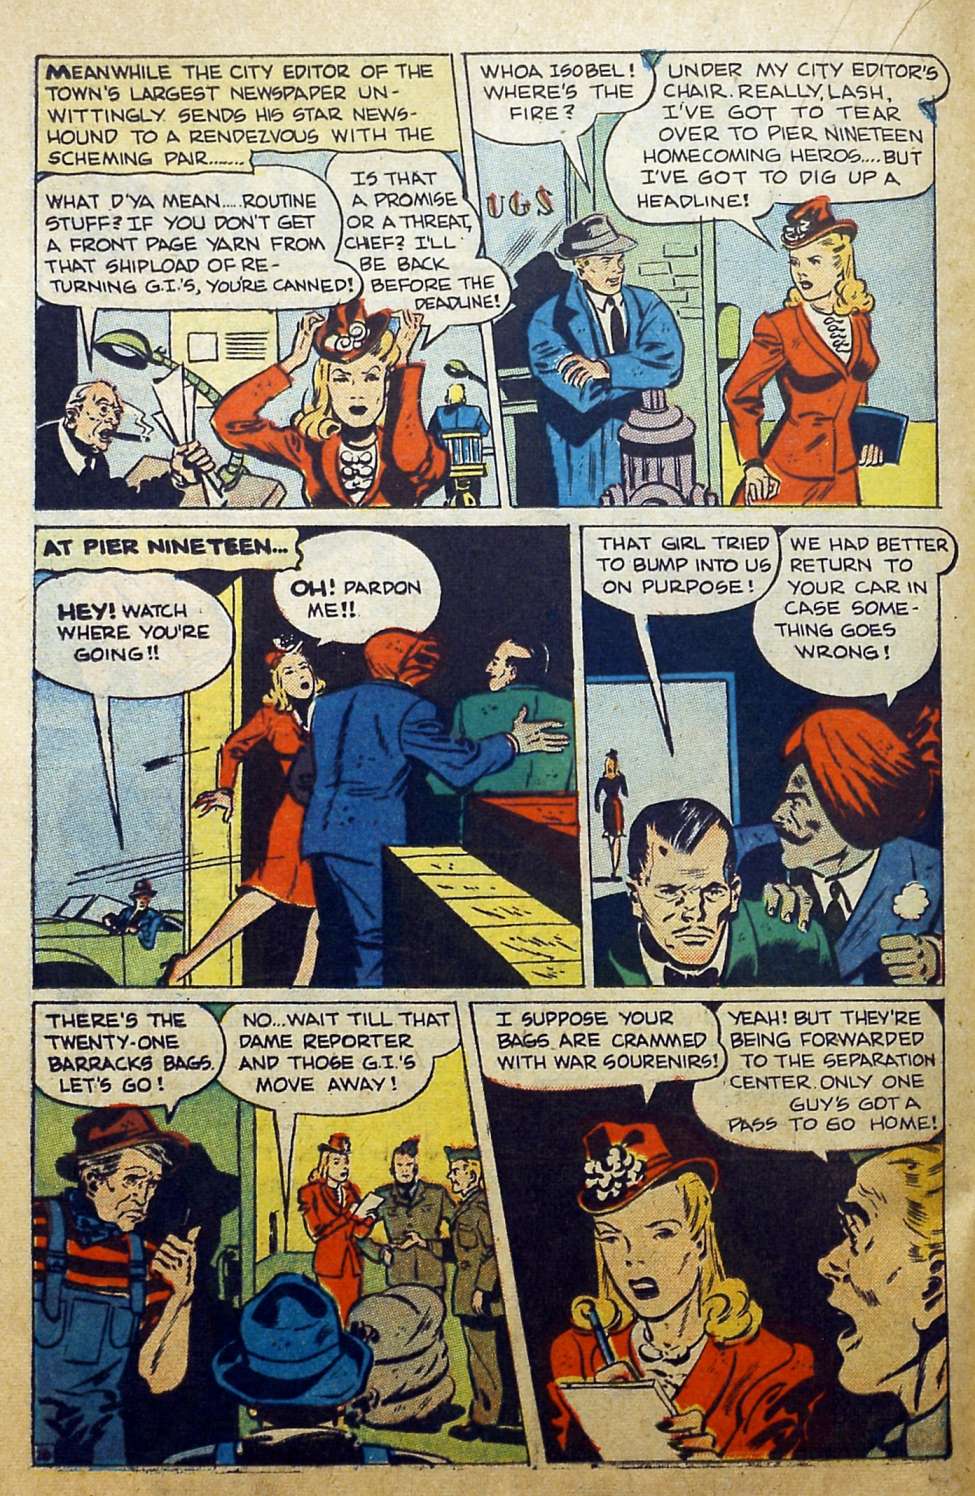 MEANWHILE THE CITY EDITOR OF THE
TOWN'S LARGEST NEWSPAPER UN-
WITTINGLY SENDS HIS STAR NEWS-
HOUND TO A RENDEZVOUS WITH THE
SCHEMING PAIR.......
WHAT D'YA MEAN.....ROUTINE
STUFF? IF YOU DON'T GET
A FRONT PAGE YARN FROM
THAT SHIPLOAD OF RE-
TURNING G.I.'S, YOU'RE CANNED!
IS THAT
A PROMISE
OR A THREAT,
CHEF? I'LL
BE BACK
BEFORE THE
DEADLINE!
WHOA ISOBEL!
WHERE'S THE
FIRE?
UNDER MY CITY EDITOR'S
CHAIR. REALLY, LASH,
I'VE GOT TO TEAR
OVER TO PIER NINETEEN
HOMECOMING HEROS....BUT
I'VE GOT TO DIG UP A
HEADLINE!
UGS
AT PIER NINETEEN...
HEY! WATCH
WHERE YOU'RE
GOING!!
OH! PARDON
ME!!
THAT GIRL TRIED
TO BUMP INTO US
ON PURPOSE!
WE HAD BETTER
RETURN TO
YOUR CAR IN
CASE SOME-
THING GOES
WRONG!
THERE'S THE
TWENTY-ONE
BARRACKS BAGS.
LET'S GO!
NO...WAIT TILL THAT
DAME REPORTER
AND THOSE G.I.'S
MOVE AWAY!
I SUPPOSE YOUR
BAGS ARE CRAMMED
WITH WAR SOURENIRS!
YEAH! BUT THEY'RE
BEING FORWARDED
TO THE SEPARATION
CENTER. ONLY ONE
GUY'S GOT A
PASS TO GO HOME!